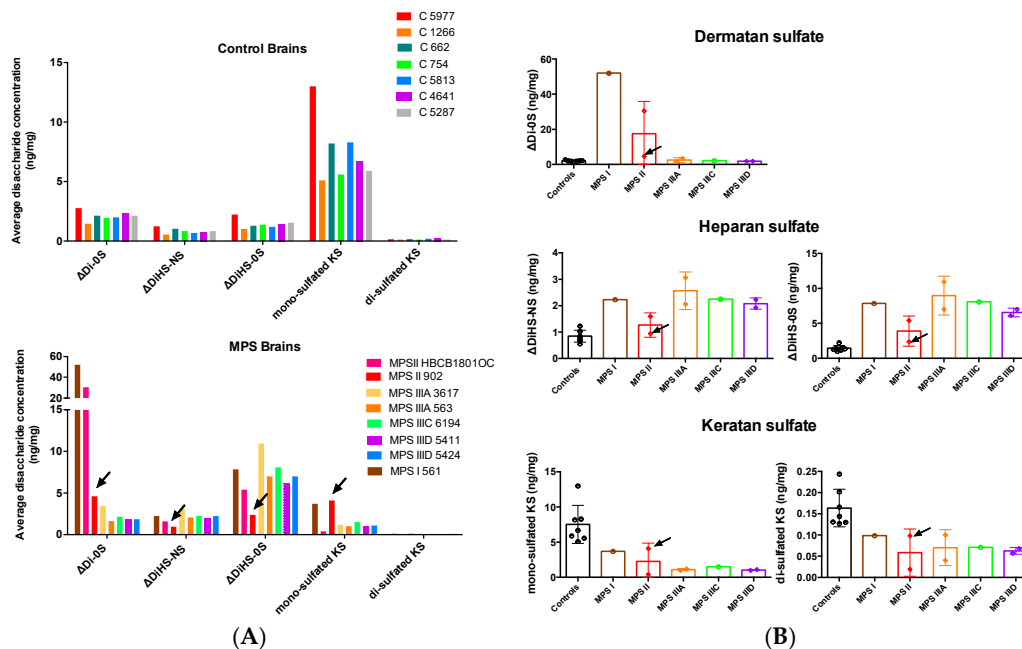 Control Brains
C 5977
C 1266
C 662
C 754
C 5813
C 4641
C 5287
Average disaccharide concentration
(ng/mg)
15
10
5
0
ΔDi-0S
ΔDiHS-NS
ΔDiHS-0S
mono-sulfated KS
di-sulfated KS
MPS Brains
MPSII HBCB1801OC
MPS II 902
MPS IIIA 3617
MPS IIIA 563
MPS IIIC 6194
MPS IIID 5411
MPS IIID 5424
MPS I 561
Average disaccharide concentration
(ng/mg)
60
40
20
15
10
5
0
ΔDi-0S
ΔDiHS-NS
ΔDiHS-0S
mono-sulfated KS
di-sulfated KS
(A)
Dermatan sulfate
ΔDi-0S (ng/mg)
60
40
20
0
Controls
MPS I
MPS II
MPS IIIA
MPS IIIC
MPS IIID
Heparan sulfate
ΔDiHS-NS (ng/mg)
4
3
2
1
0
Controls
MPS I
MPS II
MPS IIIA
MPS IIIC
MPS IIID
ΔDiHS-0S (ng/mg)
15
10
5
0
Controls
MPS I
MPS II
MPS IIIA
MPS IIIC
MPS IIID
Keratan sulfate
mono-sulfated KS (ng/mg)
15
10
5
0
Controls
MPS I
MPS II
MPS IIIA
MPS IIIC
MPS IIID
di-sulfated KS (ng/mg)
0.25
0.20
0.15
0.10
0.05
0.00
Controls
MPS I
MPS II
MPS IIIA
MPS IIIC
MPS IIID
(B)